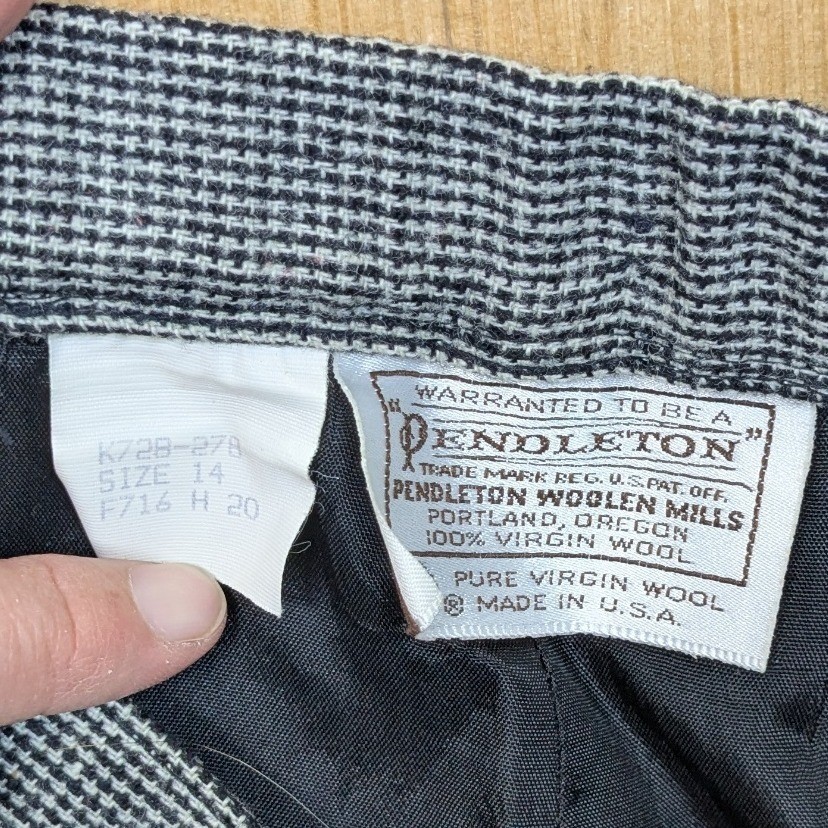 K728-278
SIZE 14
F716 H 20
WARRANTED TO BE A
"PENDLETON"
TRADE MARK REG. U.S. PAT. OFF.
PENDLETON WOOLEN MILLS
PORTLAND, OREGON
100% VIRGIN WOOL
PURE VIRGIN WOOL
® MADE IN U.S.A.